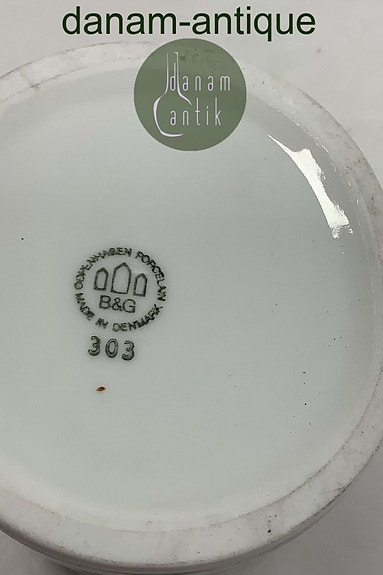 danam-antique
danam
antik
COPENHAGEN PORCELAIN
B&G
MADE IN DENMARK
303